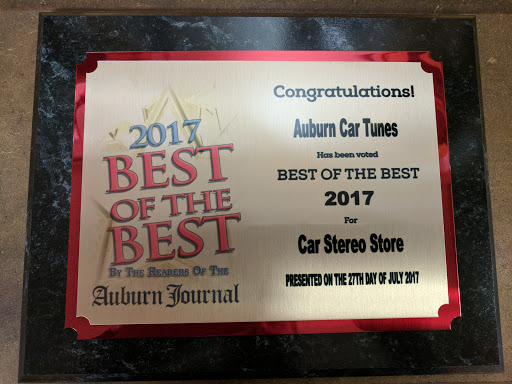 2017
BEST
OF THE
BEST
BY THE READERS OF THE
Auburn Journal
Congratulations!
Auburn Car Tunes
Has been voted
BEST OF THE BEST
2017
For
Car Stereo Store
PRESENTED ON THE 27TH DAY OF JULY 2017